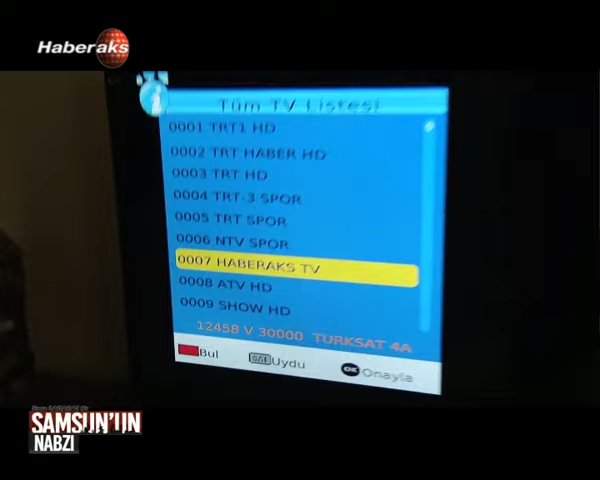 Haberaks
Tüm TV Listesi
0001 TRT1 HD
0002 TRT HABER HD
0003 TRT HD
0004 TRT-3 SPOR
0005 TRT SPOR
0006 NTV SPOR
0007 HABERAKS TV
0008 ATV HD
0009 SHOW HD
12458 V 30000 TURKSAT 4A
Bul
SAT
Uydu
OK
Onayla
SAMSUN'UN
NABZI